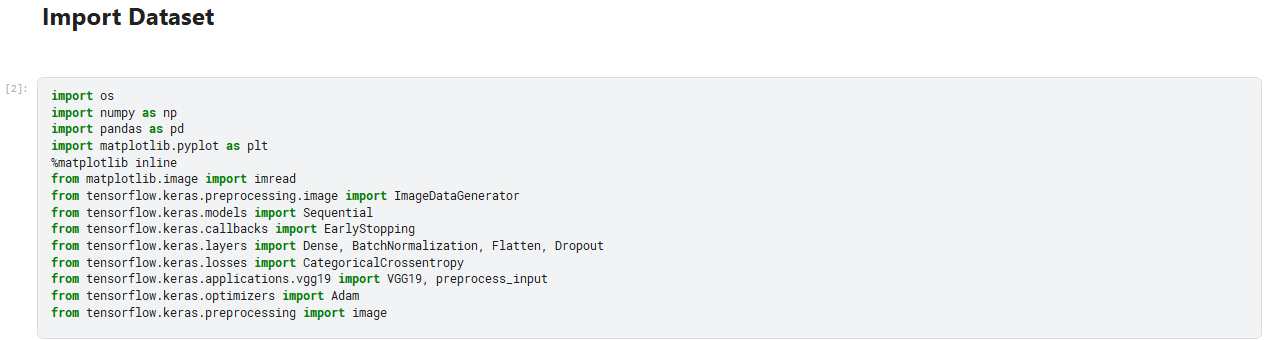 Import Dataset
[2]:
import os
import numpy as np
import pandas as pd
import matplotlib.pyplot as plt
%matplotlib inline
from matplotlib.image import imread
from tensorflow.keras.preprocessing.image import ImageDataGenerator
from tensorflow.keras.models import Sequential
from tensorflow.keras.callbacks import EarlyStopping
from tensorflow.keras.layers import Dense, BatchNormalization, Flatten, Dropout
from tensorflow.keras.losses import CategoricalCrossentropy
from tensorflow.keras.applications.vgg19 import VGG19, preprocess_input
from tensorflow.keras.optimizers import Adam
from tensorflow.keras.preprocessing import image